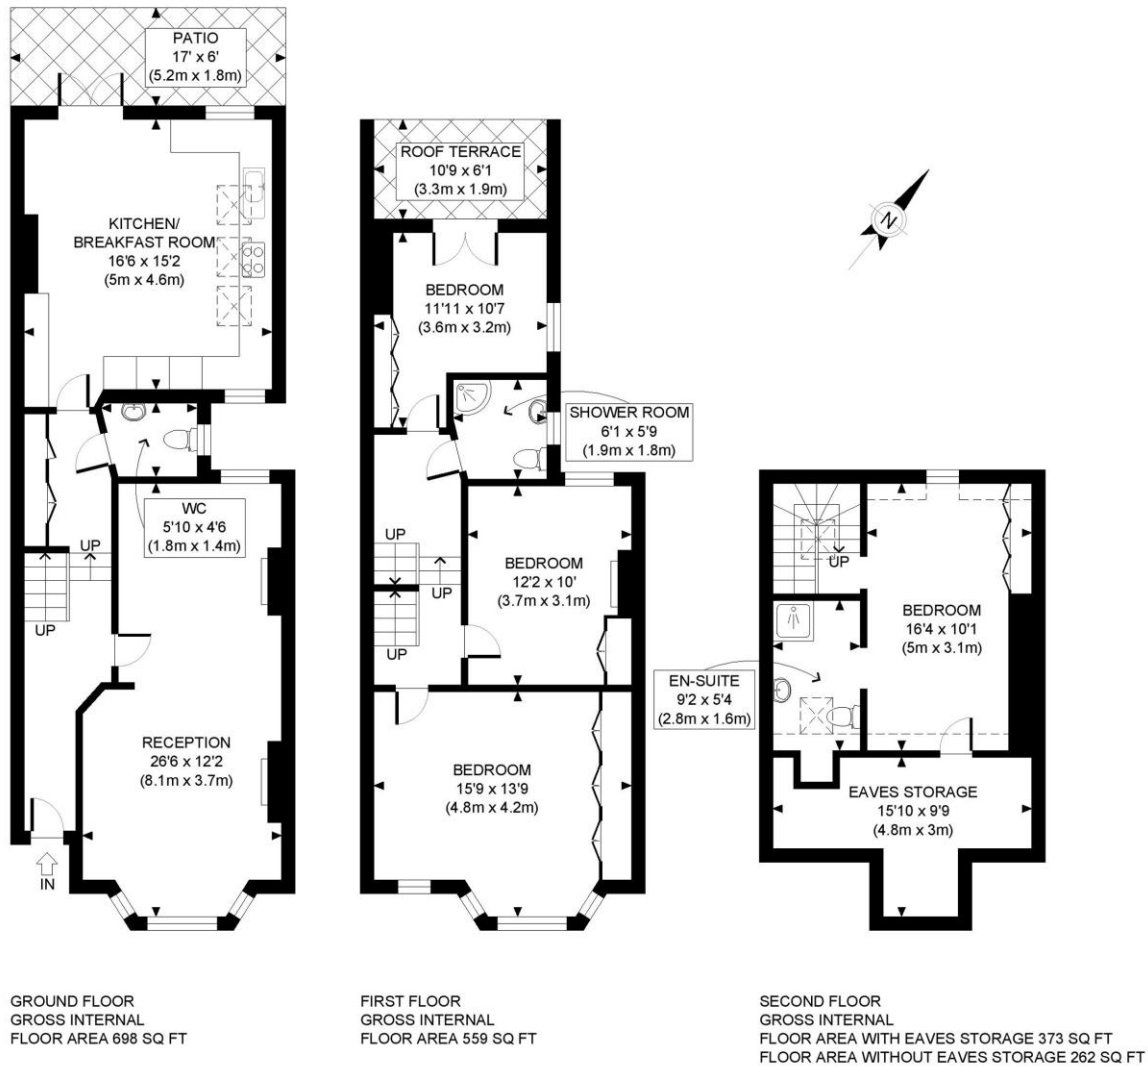 PATIO
17' x 6'
(5.2m x 1.8m)
KITCHEN/
BREAKFAST ROOM
16'6 x 15'2
(5m x 4.6m)
WC
5'10 x 4'6
(1.8m x 1.4m)
UP
UP
RECEPTION
26'6 x 12'2
(8.1m x 3.7m)
IN
GROUND FLOOR
GROSS INTERNAL
FLOOR AREA 698 SQ FT
ROOF TERRACE
10'9 x 6'1
(3.3m x 1.9m)
BEDROOM
11'11 x 10'7
(3.6m x 3.2m)
SHOWER ROOM
6'1 x 5'9
(1.9m x 1.8m)
UP
UP
UP
BEDROOM
12'2 x 10'
(3.7m x 3.1m)
BEDROOM
15'9 x 13'9
(4.8m x 4.2m)
FIRST FLOOR
GROSS INTERNAL
FLOOR AREA 559 SQ FT
N
UP
BEDROOM
16'4 x 10'1
(5m x 3.1m)
EN-SUITE
9'2 x 5'4
(2.8m x 1.6m)
EAVES STORAGE
15'10 x 9'9
(4.8m x 3m)
SECOND FLOOR
GROSS INTERNAL
FLOOR AREA WITH EAVES STORAGE 373 SQ FT
FLOOR AREA WITHOUT EAVES STORAGE 262 SQ FT